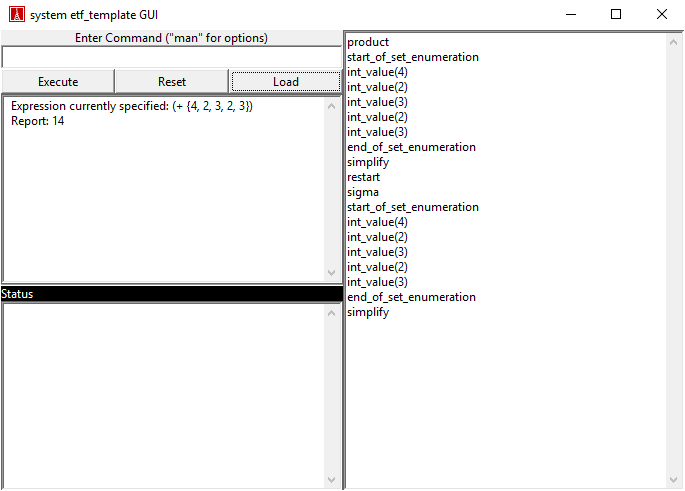 system etf_template GUI
Enter Command ("man" for options)
Execute
Reset
Load
Expression currently specified: (+ {4, 2, 3, 2, 3})
Report: 14
Status
product
start_of_set_enumeration
int_value(4)
int_value(2)
int_value(3)
int_value(2)
int_value(3)
end_of_set_enumeration
simplify
restart
sigma
start_of_set_enumeration
int_value(4)
int_value(2)
int_value(3)
int_value(2)
int_value(3)
end_of_set_enumeration
simplify